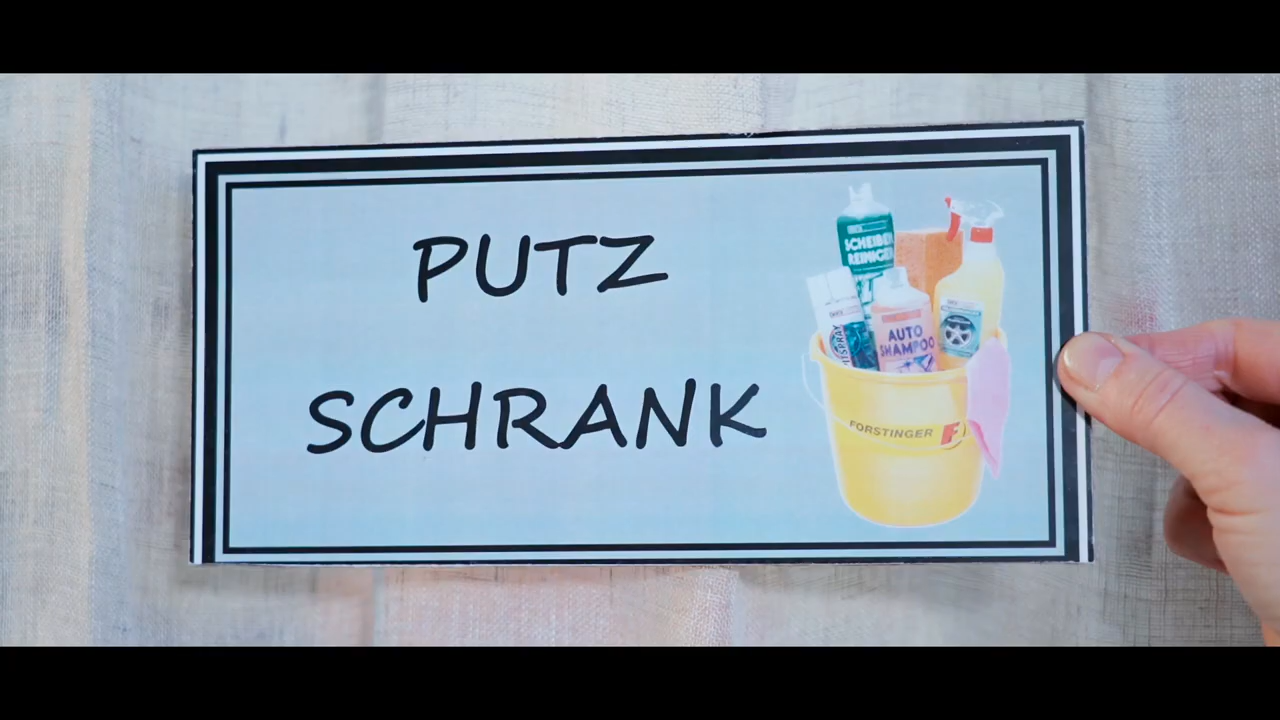 PUTZ
SCHRANK
SCHEIBEN
REINIGER
AUTO
SHAMPOO
FORSTINGER F